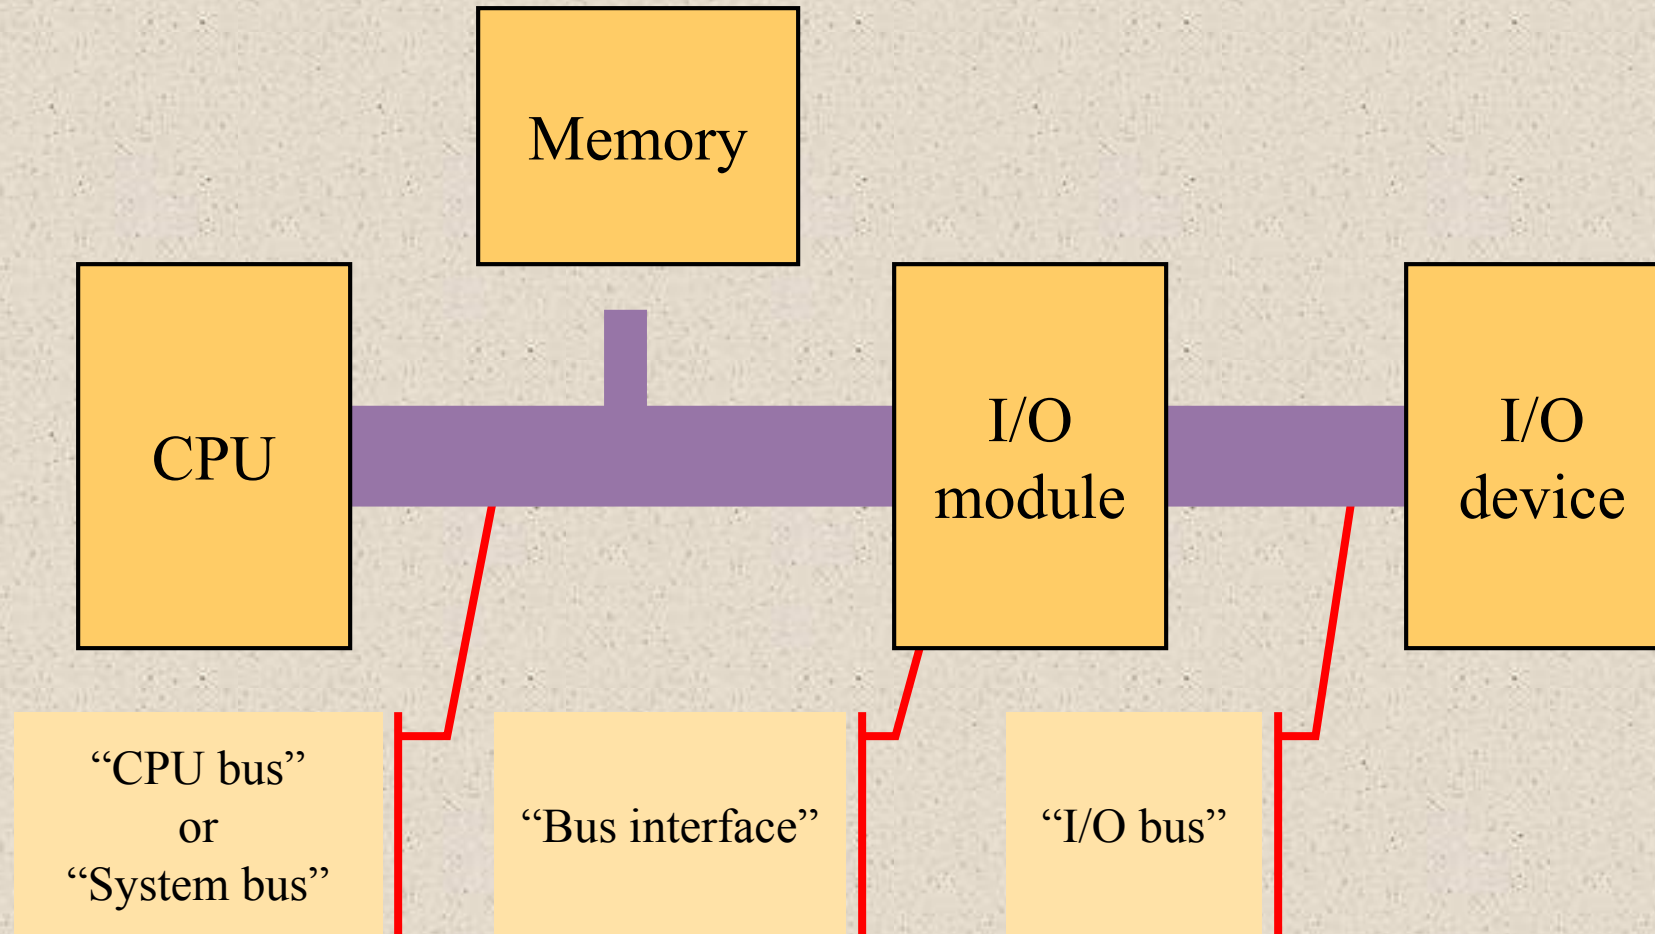 Memory
CPU
I/O
module
I/O
device
“CPU bus”
or
“System bus”
“Bus interface”
“I/O bus”